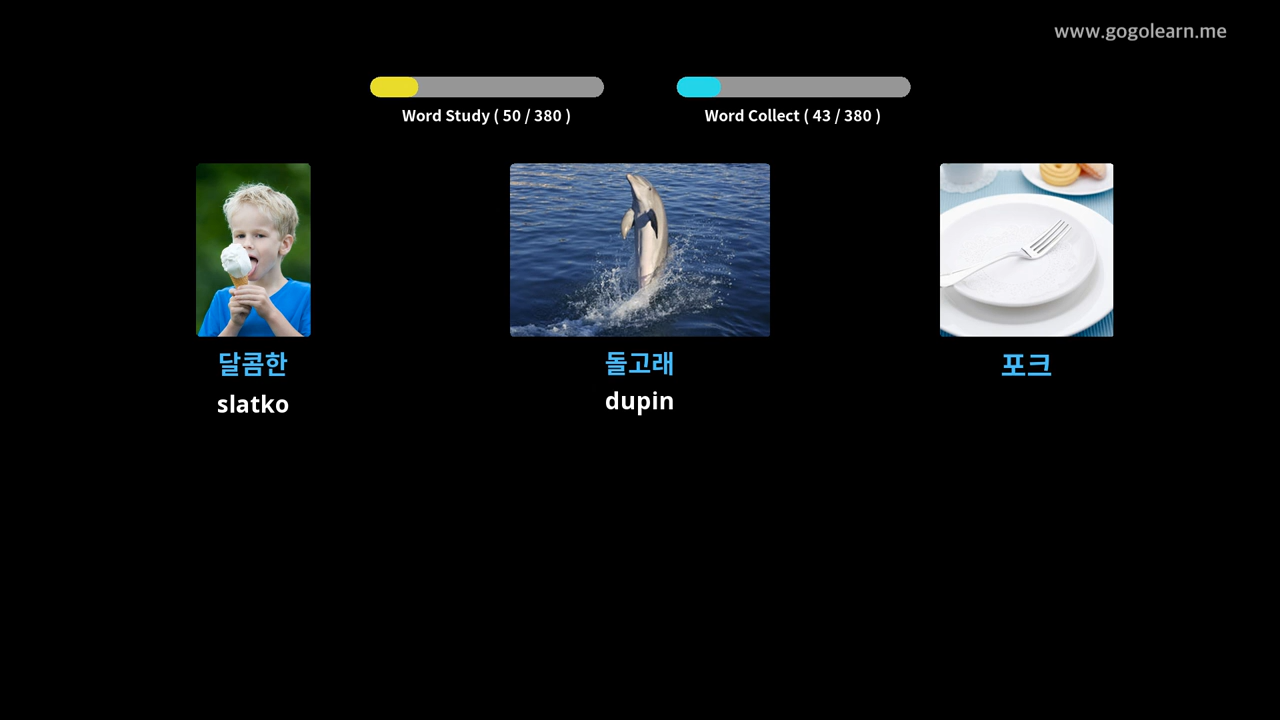 www.gogolearn.me
Word Study ( 50 / 380 )
Word Collect ( 43 / 380 )
달콤한
slatko
돌고래
dupin
포크